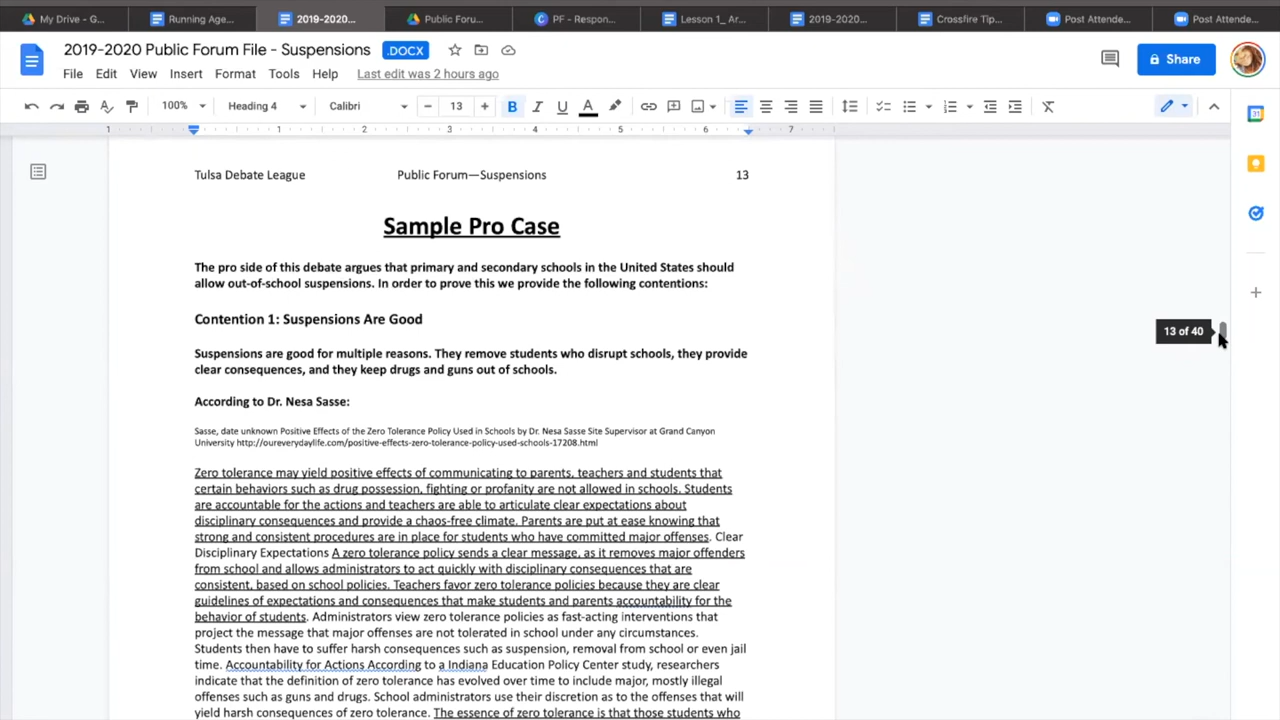 My Drive - G...
Running Age...
2019-2020...
Public Foru...
PF - Respon...
Lesson 1_ Ar...
2019-2020...
Crossfire Tip...
Post Attende...
Post Attende...
2019-2020 Public Forum File - Suspensions .DOCX
Share
File Edit View Insert Format Tools Help Last edit was 2 hours ago
100% Heading 4 Calibri − 13 + B I U A
1 1 2 3 4 5 6 7
31
Tulsa Debate League Public Forum—Suspensions 13
Sample Pro Case
The pro side of this debate argues that primary and secondary schools in the United States should
allow out-of-school suspensions. In order to prove this we provide the following contentions:
Contention 1: Suspensions Are Good
13 of 40
Suspensions are good for multiple reasons. They remove students who disrupt schools, they provide
clear consequences, and they keep drugs and guns out of schools.
According to Dr. Nesa Sasse:
Sasse, date unknown Positive Effects of the Zero Tolerance Policy Used in Schools by Dr. Nesa Sasse Site Supervisor at Grand Canyon
University http://oureverydaylife.com/positive-effects-zero-tolerance-policy-used-schools-17208.html
Zero tolerance may yield positive effects of communicating to parents, teachers and students that
certain behaviors such as drug possession, fighting or profanity are not allowed in schools. Students
are accountable for the actions and teachers are able to articulate clear expectations about
disciplinary consequences and provide a chaos-free climate. Parents are put at ease knowing that
strong and consistent procedures are in place for students who have committed major offenses. Clear
Disciplinary Expectations A zero tolerance policy sends a clear message, as it removes major offenders
from school and allows administrators to act quickly with disciplinary consequences that are
consistent, based on school policies. Teachers favor zero tolerance policies because they are clear
guidelines of expectations and consequences that make students and parents accountability for the
behavior of students. Administrators view zero tolerance policies as fast-acting interventions that
project the message that major offenses are not tolerated in school under any circumstances.
Students then have to suffer harsh consequences such as suspension, removal from school or even jail
time. Accountability for Actions According to a Indiana Education Policy Center study, researchers
indicate that the definition of zero tolerance has evolved over time to include major, mostly illegal
offenses such as guns and drugs. School administrators use their discretion as to the offenses that will
yield harsh consequences of zero tolerance. The essence of zero tolerance is that those students who